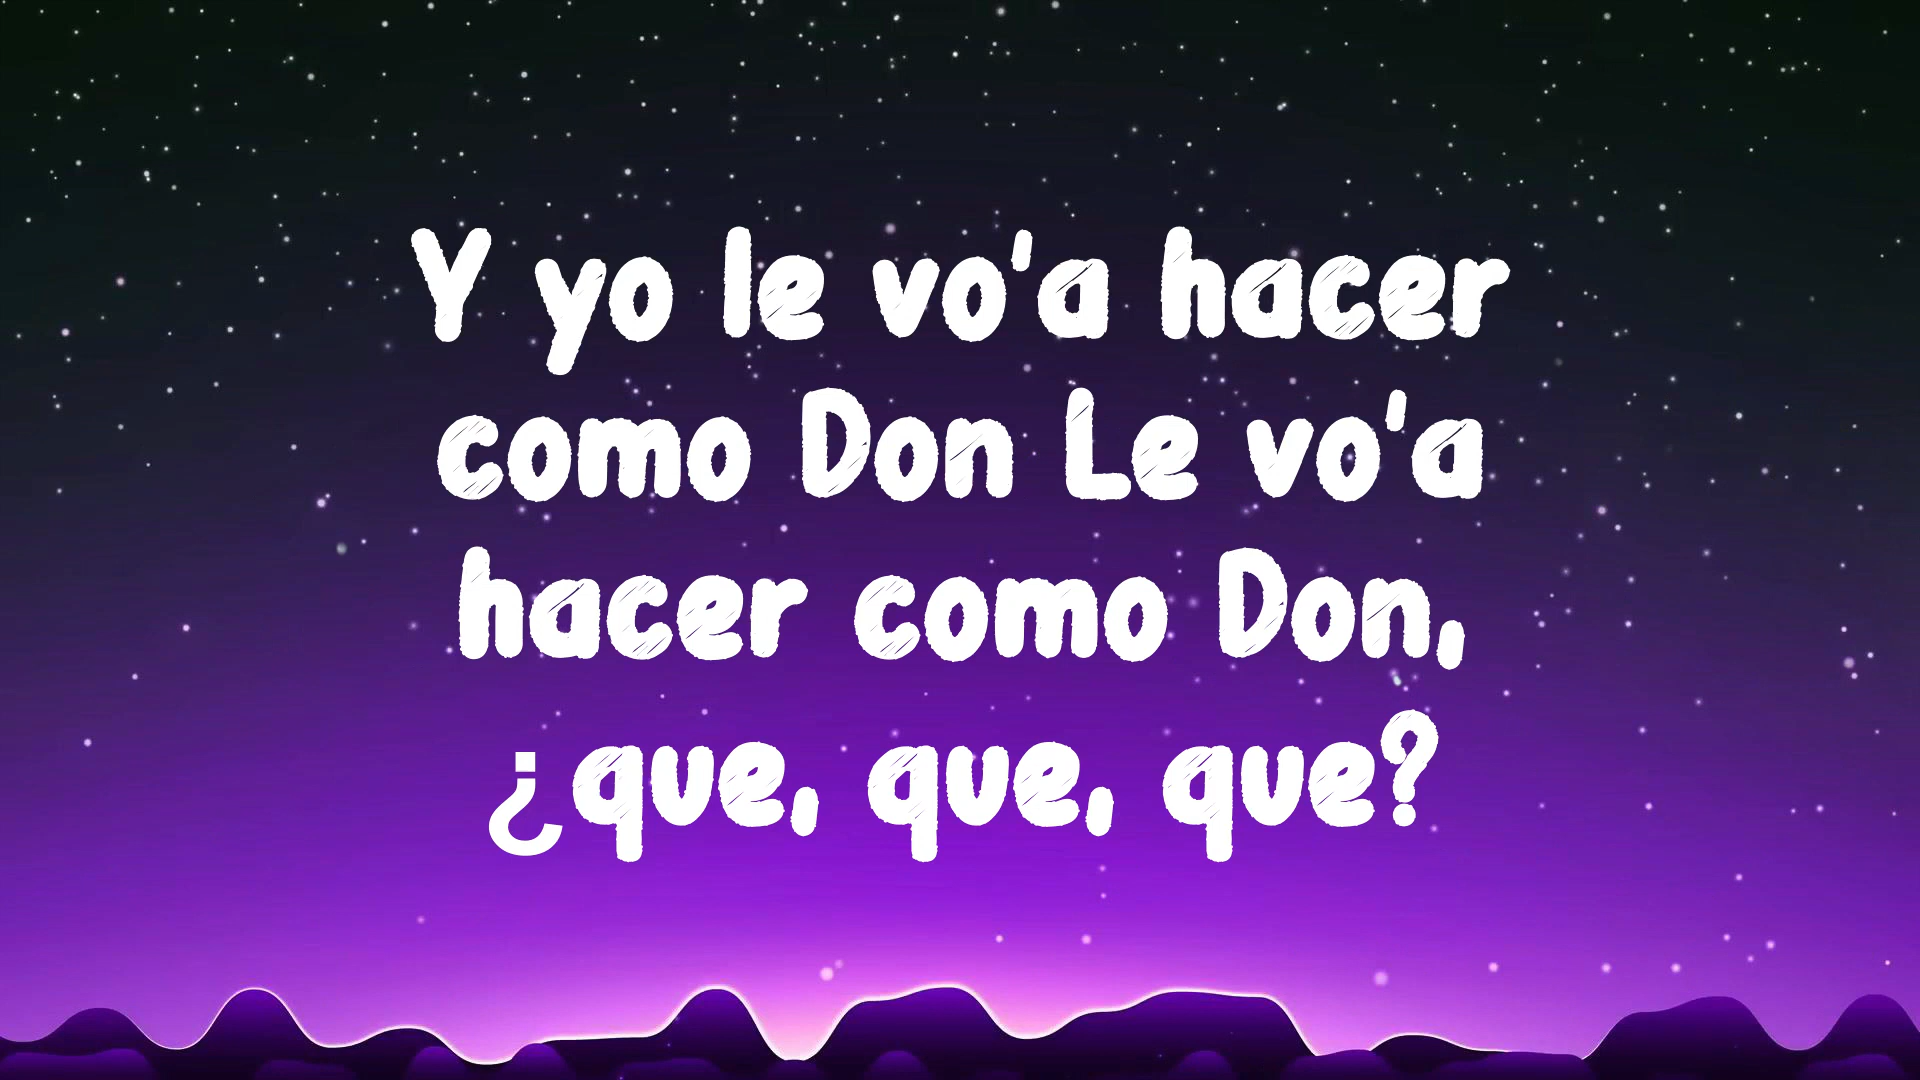 Y yo le vo'a hacer
como Don Le vo'a
hacer como Don,
¿que, que, que?